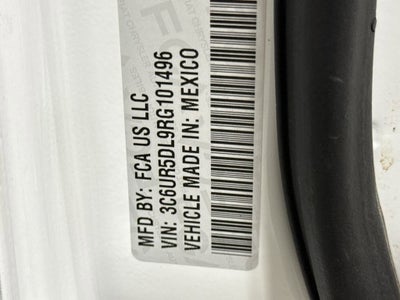 MFD BY: FCA US LLC
VIN: 3C6UR5DL9RG101496
VEHICLE MADE IN: MEXICO